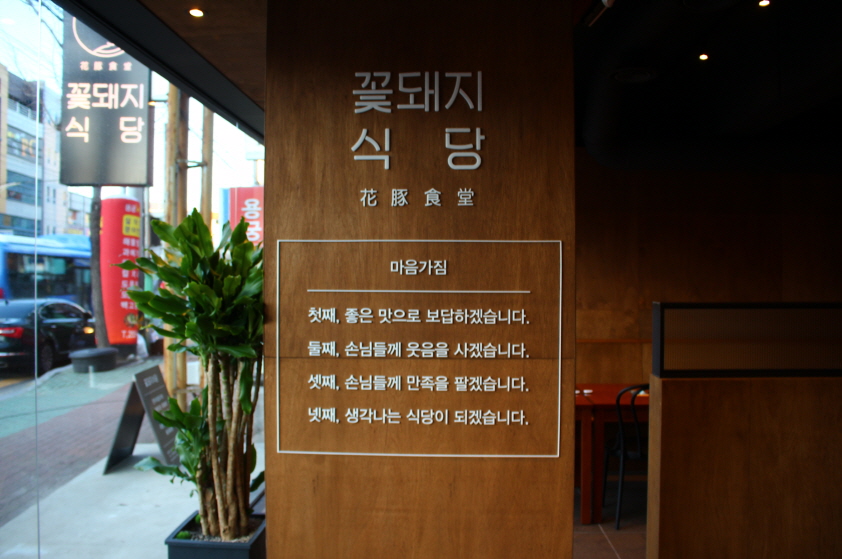 花豚食堂
꽃돼지
식당
용궁
꽃돼지
식당
花豚食堂
마음가짐
첫째, 좋은 맛으로 보답하겠습니다.
둘째, 손님들께 웃음을 사겠습니다.
셋째, 손님들께 만족을 팔겠습니다.
넷째, 생각나는 식당이 되겠습니다.